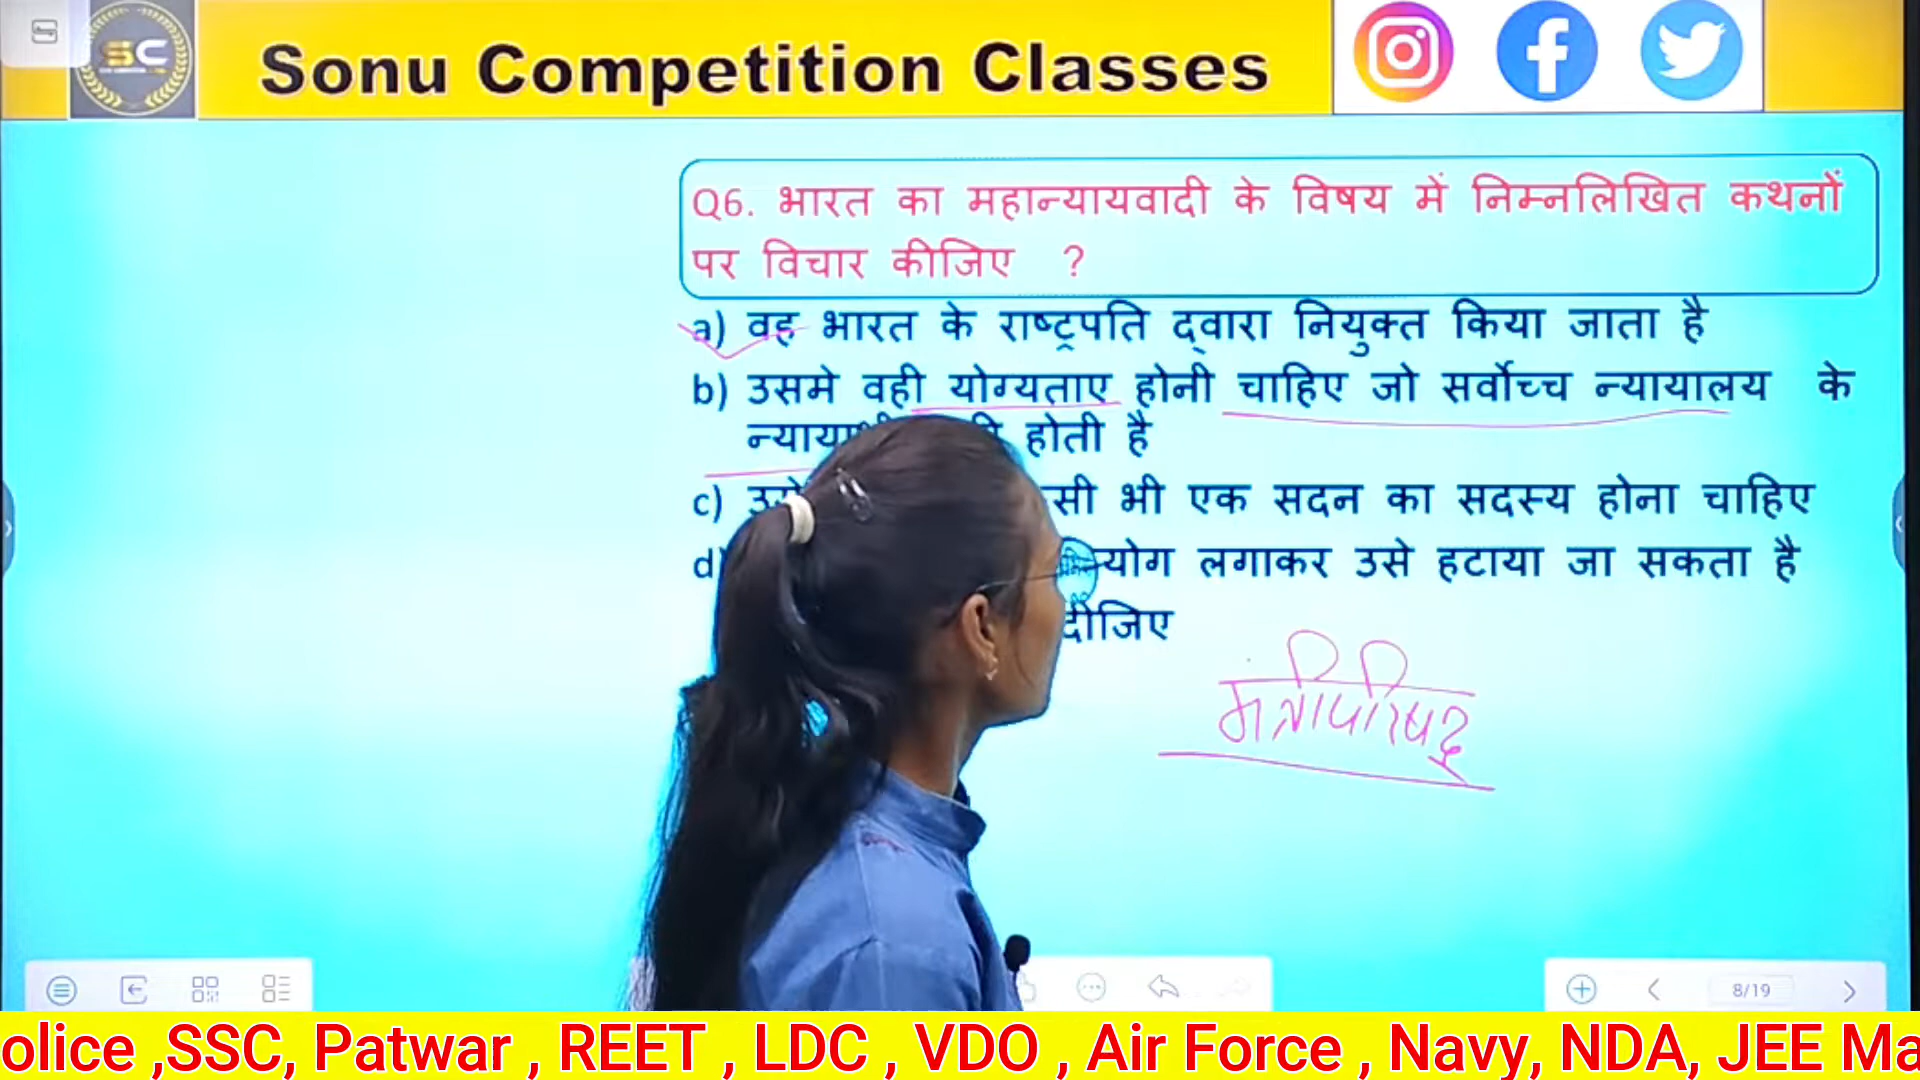 SC
Sonu Competition Classes
Q6. भारत का महान्यायवादी के विषय में निम्नलिखित कथनों
पर विचार कीजिए ?
a) वह भारत के राष्ट्रपति द्वारा नियुक्त किया जाता है
b) उसमे वही योग्यताए होनी चाहिए जो सर्वोच्च न्यायालय के
होती है
c) भी एक सदन का सदस्य होना चाहिए
d) लगाकर उसे हटाया जा सकता है
दीजिए
8/19
olice ,SSC, Patwar , REET , LDC , VDO , Air Force , Navy, NDA, JEE Ma